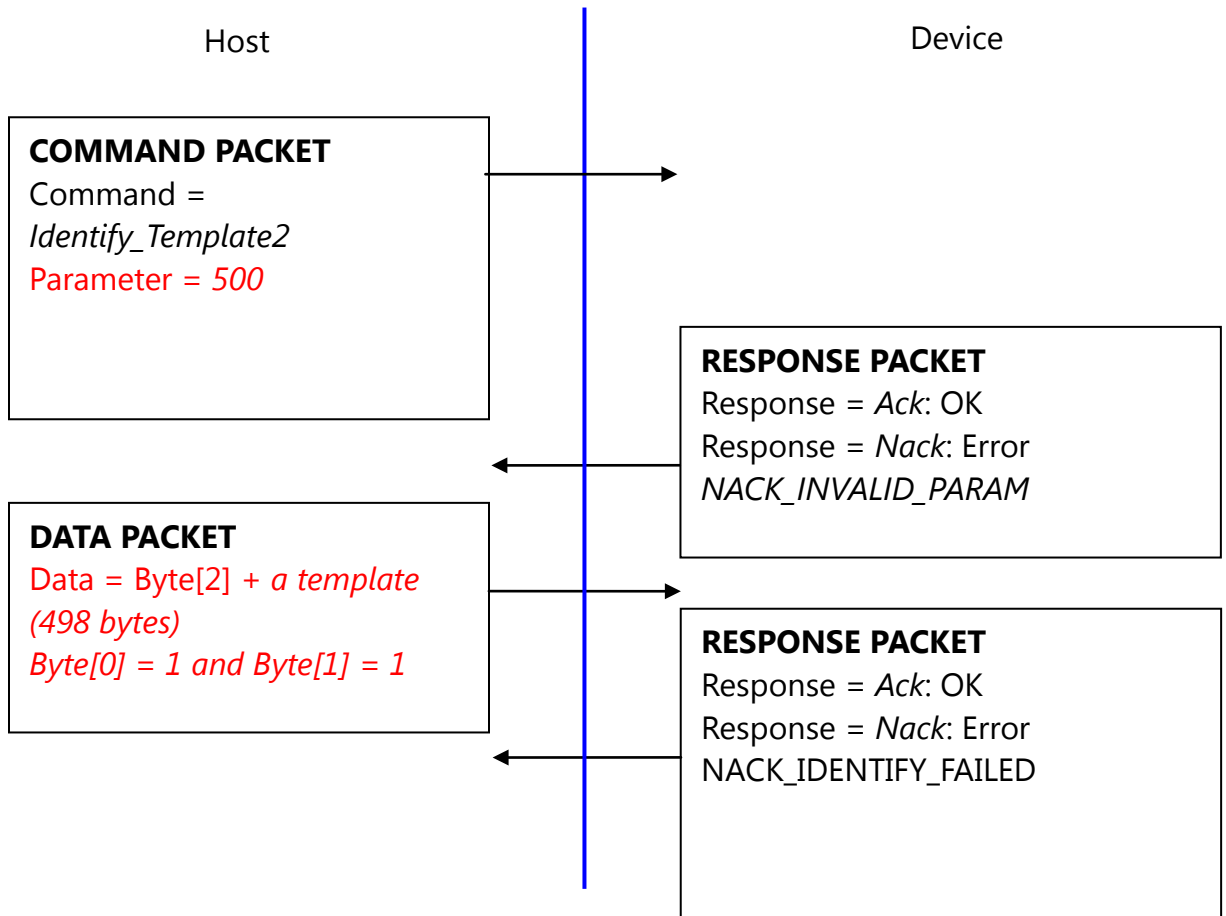 Host
Device
COMMAND PACKET
Command =
Identify_Template2
Parameter = 500
RESPONSE PACKET
Response = Ack: OK
Response = Nack: Error
NACK_INVALID_PARAM
DATA PACKET
Data = Byte[2] + a template
(498 bytes)
Byte[0] = 1 and Byte[1] = 1
RESPONSE PACKET
Response = Ack: OK
Response = Nack: Error
NACK_IDENTIFY_FAILED